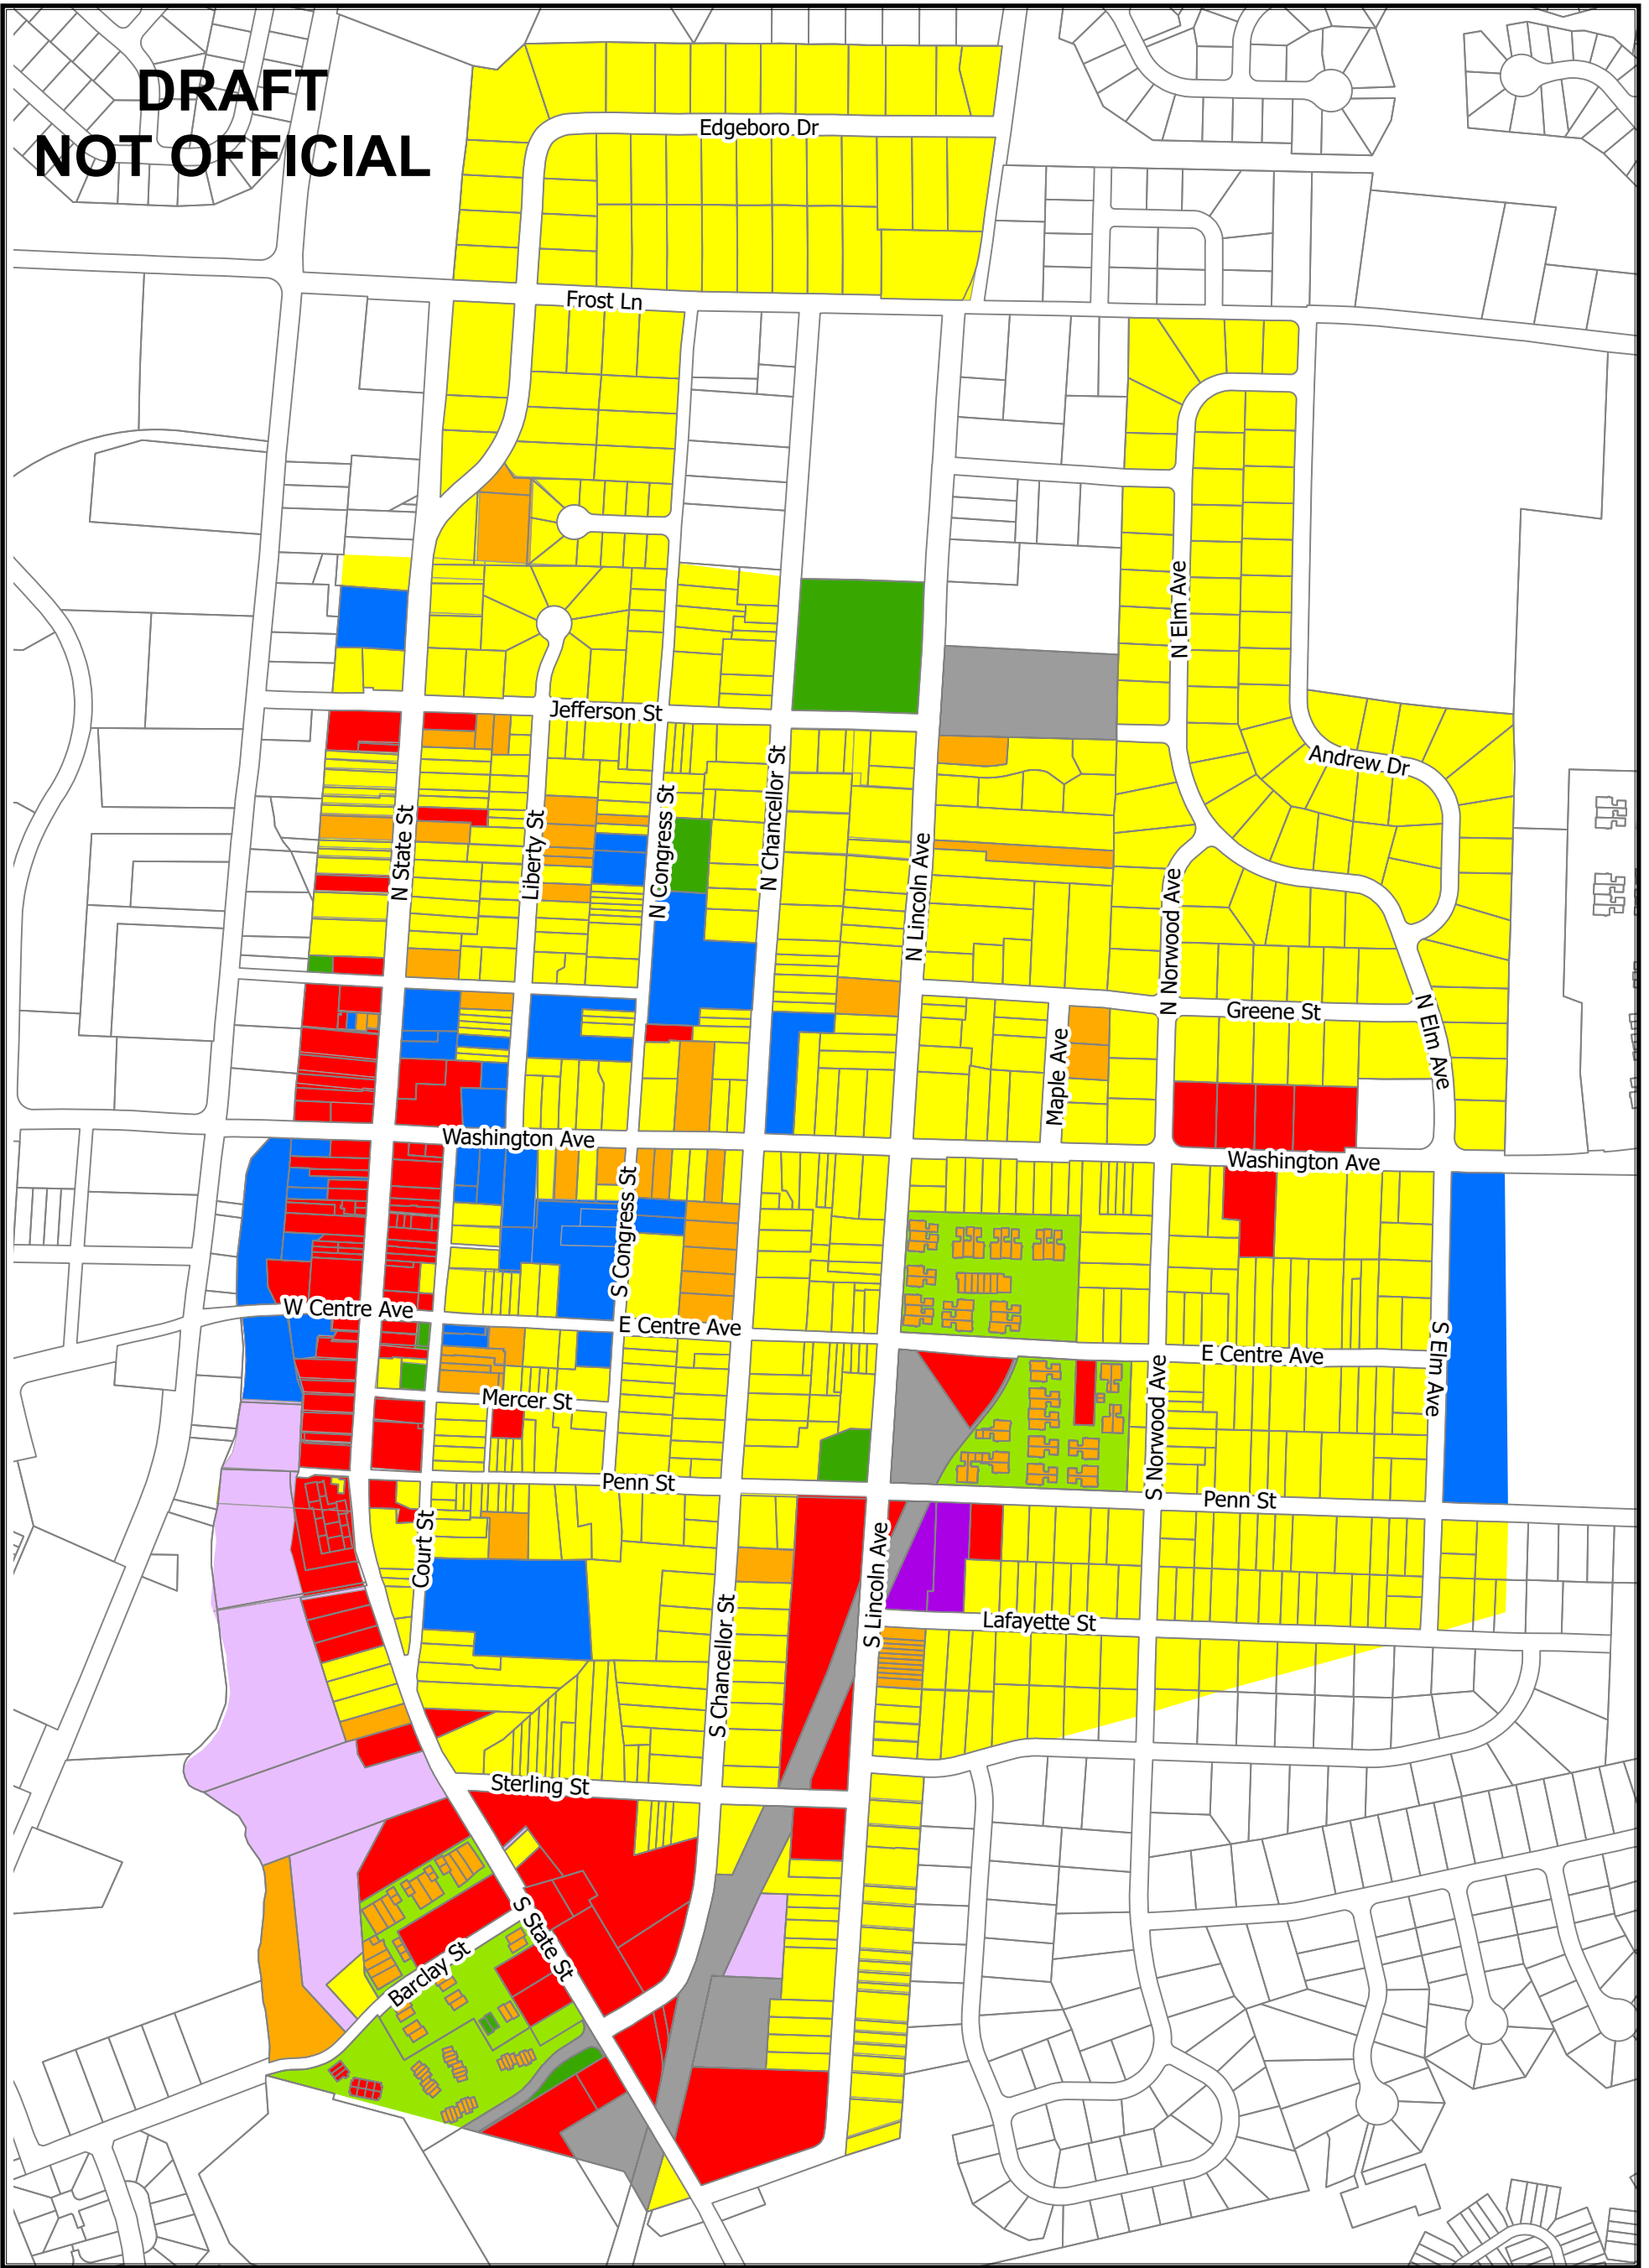 DRAFT
NOT OFFICIAL
Edgeboro Dr
Frost Ln
N Elm Ave
Jefferson St
Andrew Dr
N State St
Liberty St
N Congress St
N Chancellor St
N Lincoln Ave
N Norwood Ave
Greene St
N Elm Ave
Maple Ave
Washington Ave
Washington Ave
S Congress St
W Centre Ave
E Centre Ave
E Centre Ave
S Elm Ave
Mercer St
S Norwood Ave
Penn St
Penn St
Court St
S Lincoln Ave
Lafayette St
S Chancellor St
Sterling St
S State St
Barclay St